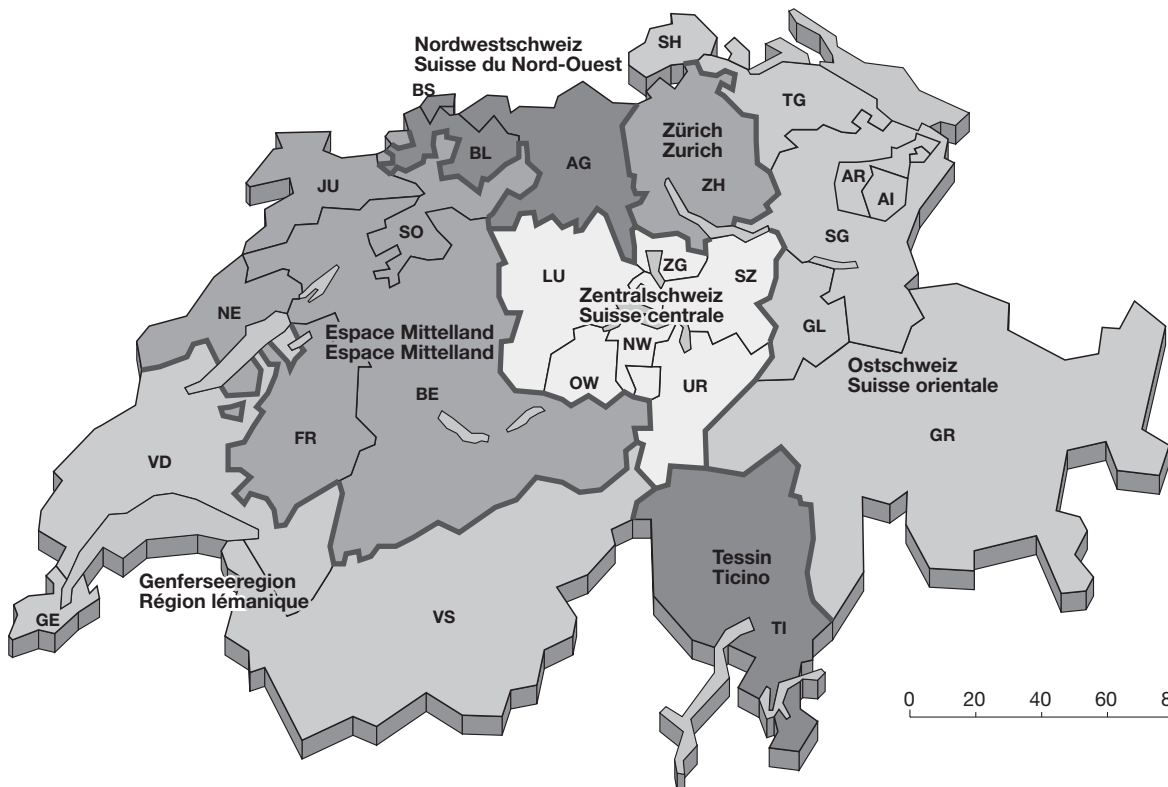 Nordwestschweiz
Suisse du Nord-Ouest
SH
BS
TG
Zürich
Zurich
BL
AG
JU
ZH
AR
AI
SO
SG
LU
ZG
SZ
Zentralschweiz
Suisse centrale
NE
GL
Espace Mittelland
Espace Mittelland
NW
Ostschweiz
Suisse orientale
OW
UR
BE
GR
FR
VD
Tessin
Ticino
Genferseeregion
Région lémanique
GE
VS
TI
0 20 40 60 8